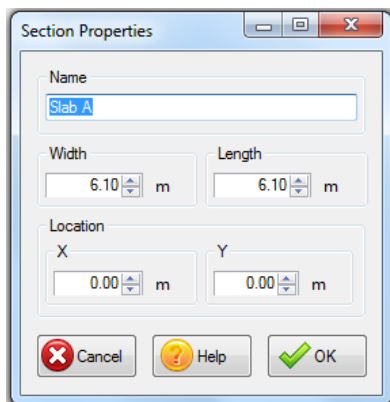 Section Properties
Name
Slab A
Width Length
6.10 m 6.10 m
Location
X Y
0.00 m 0.00 m
Cancel Help OK